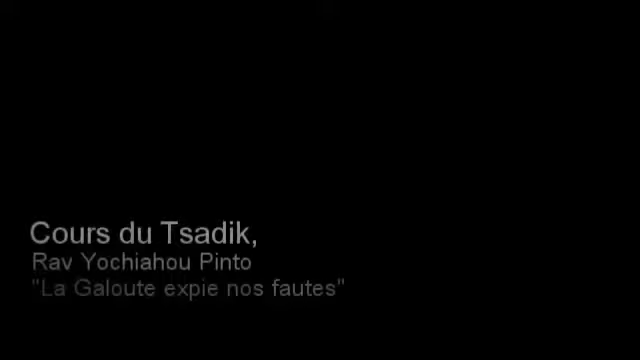 Cours du Tsadik,
Rav Yochiahou Pinto
"La Galoute expie nos fautes"